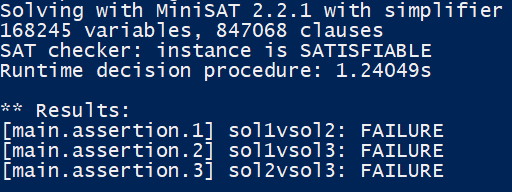 Solving with MiniSAT 2.2.1 with simplifier
168245 variables, 847068 clauses
SAT checker: instance is SATISFIABLE
Runtime decision procedure: 1.24049s

** Results:
[main.assertion.1] sol1vsol2: FAILURE
[main.assertion.2] sol1vsol3: FAILURE
[main.assertion.3] sol2vsol3: FAILURE